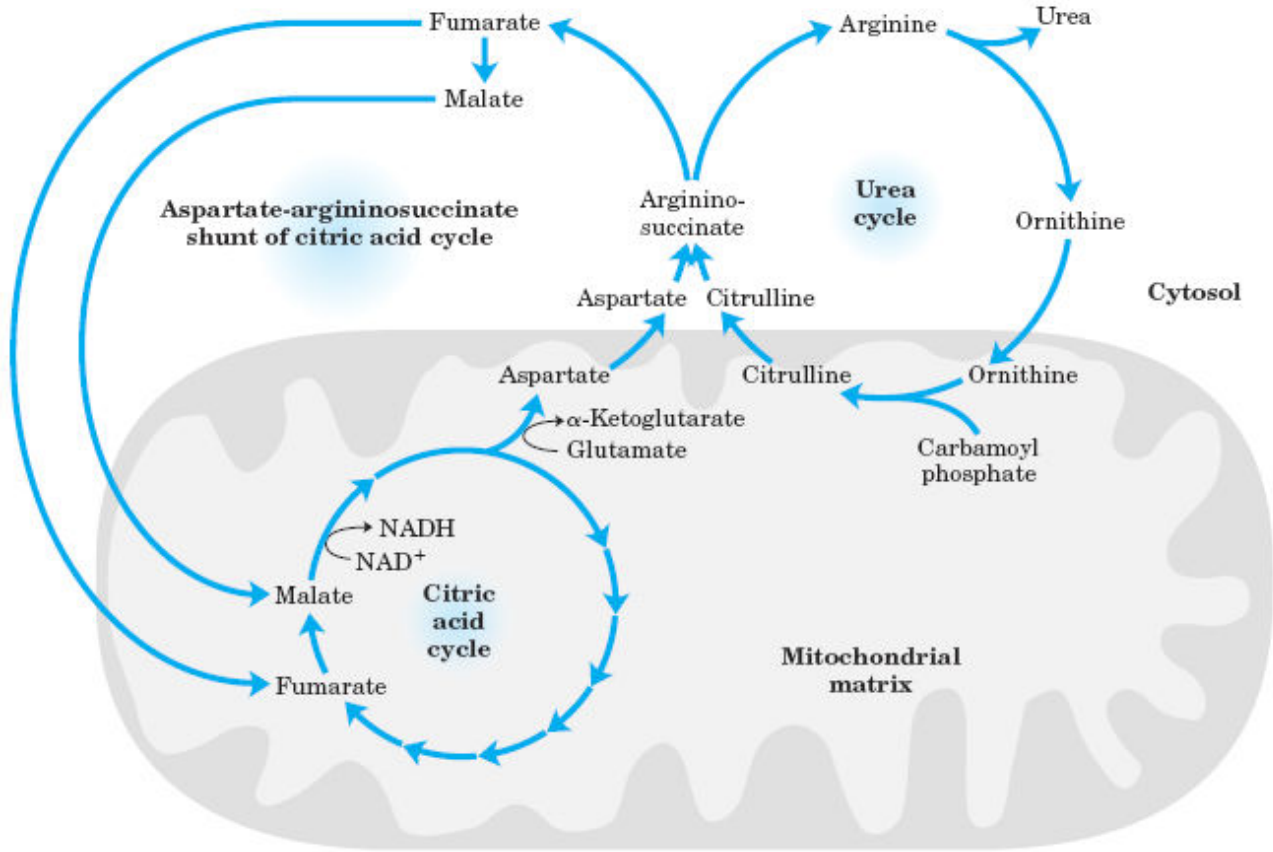 Fumarate
Arginine
Urea
Malate
Aspartate-argininosuccinate
shunt of citric acid cycle
Arginino-
succinate
Urea
cycle
Ornithine
Cytosol
Aspartate
Citrulline
Aspartate
Citrulline
Ornithine
α-Ketoglutarate
Glutamate
Carbamoyl
phosphate
NADH
NAD⁺
Malate
Citric
acid
cycle
Fumarate
Mitochondrial
matrix